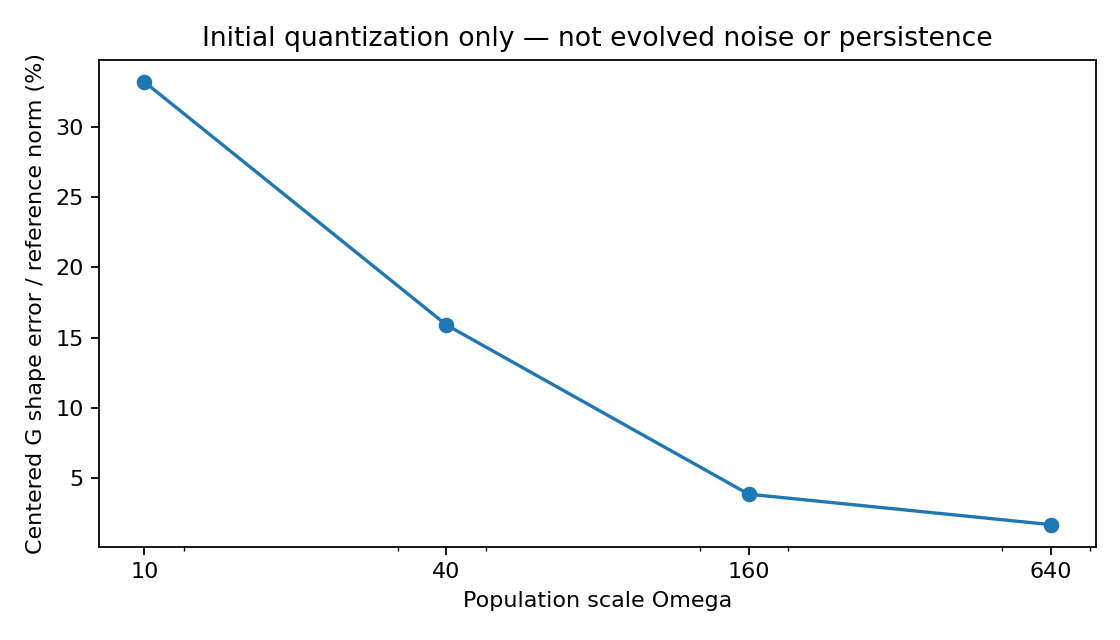 Initial quantization only — not evolved noise or persistence
Centered G shape error / reference norm (%)
30
25
20
15
10
5
10 40 160 640
Population scale Omega